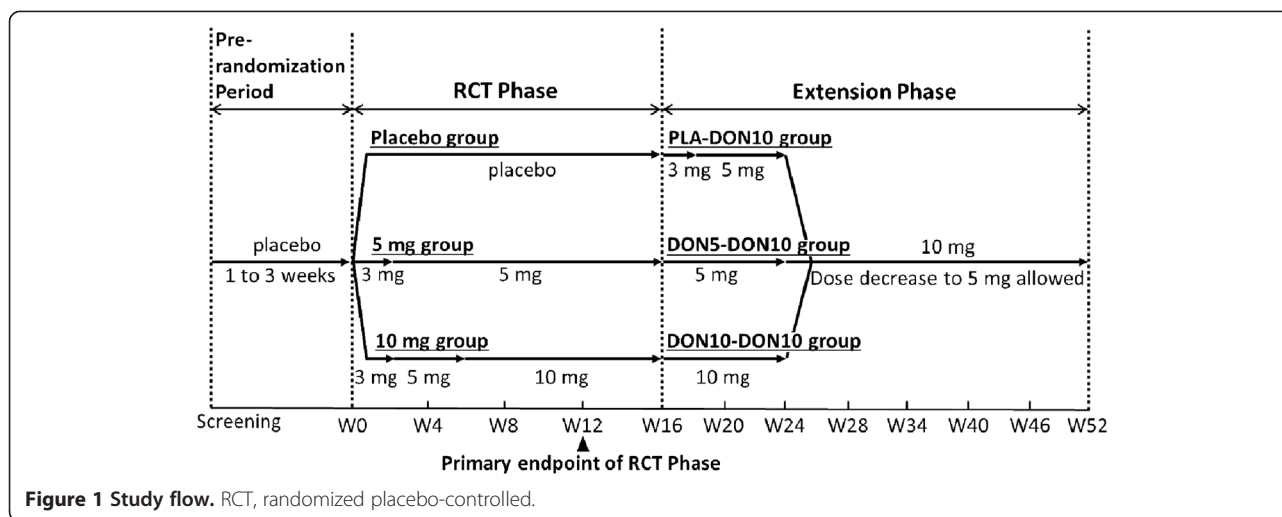 Pre-
randomization
Period
RCT Phase
Extension Phase
Placebo group
PLA-DON10 group
placebo
3 mg 5 mg
placebo
5 mg group
DON5-DON10 group
10 mg
1 to 3 weeks
3 mg
5 mg
5 mg
Dose decrease to 5 mg allowed
10 mg group
DON10-DON10 group
3 mg 5 mg
10 mg
10 mg
Screening W0 W4 W8 W12 W16 W20 W24 W28 W34 W40 W46 W52
Primary endpoint of RCT Phase
Figure 1 Study flow. RCT, randomized placebo-controlled.